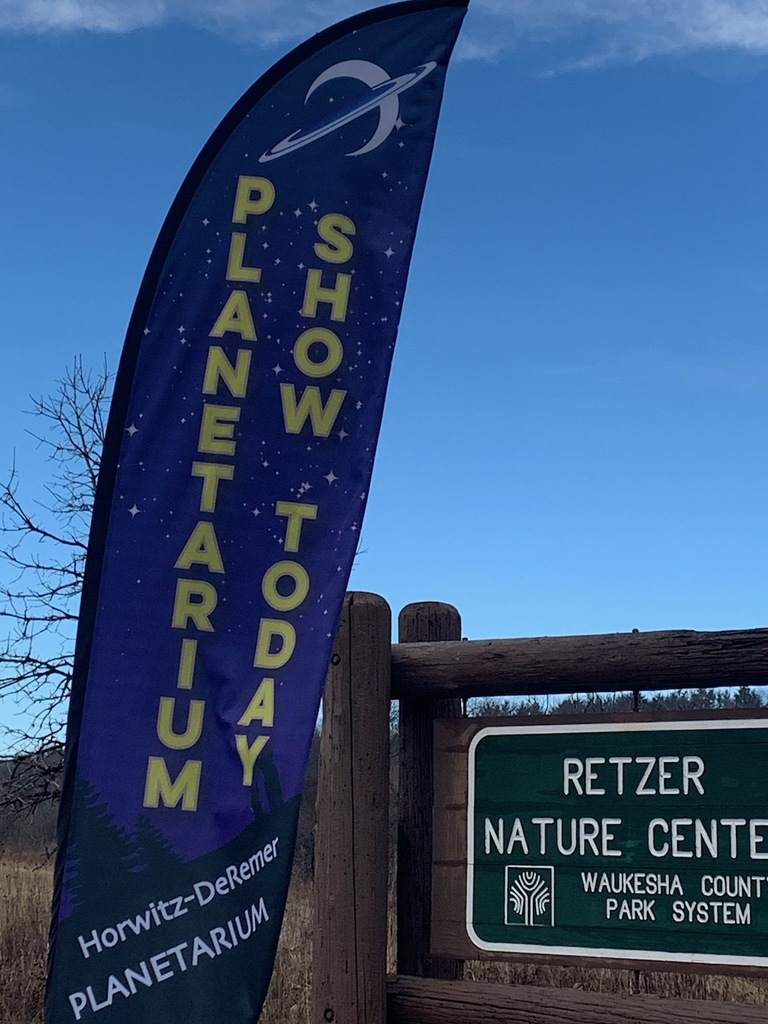 PLANETARIUM
SHOW TODAY
Horwitz-DeRemer
PLANETARIUM
RETZER
NATURE CENTE
WAUKESHA COUNT
PARK SYSTEM